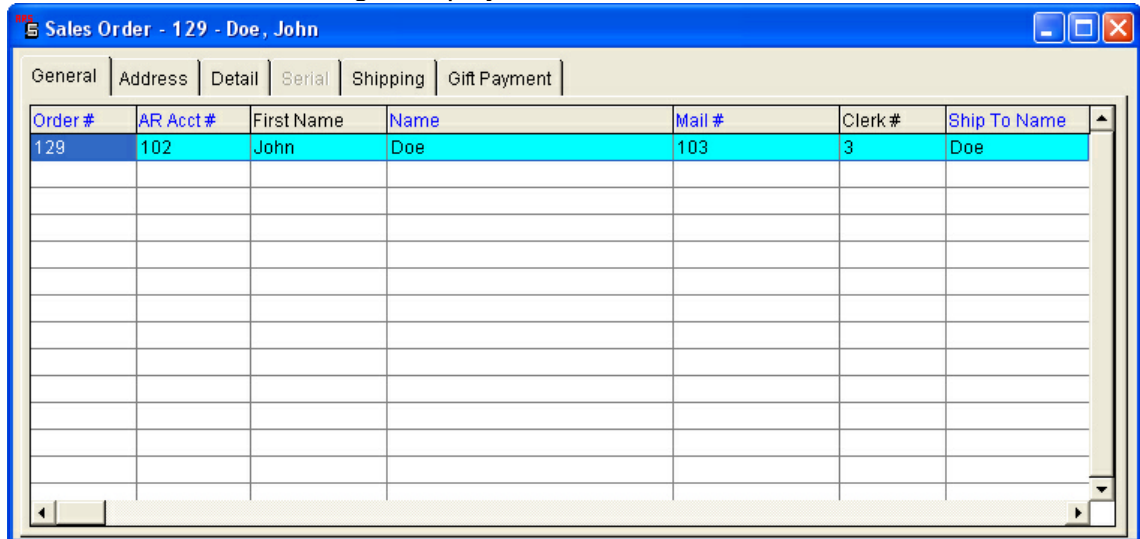 Sales Order - 129 - Doe, John
General Address Detail Serial Shipping Gift Payment
Order # AR Acct # First Name Name Mail # Clerk # Ship To Name
129 102 John Doe 103 3 Doe